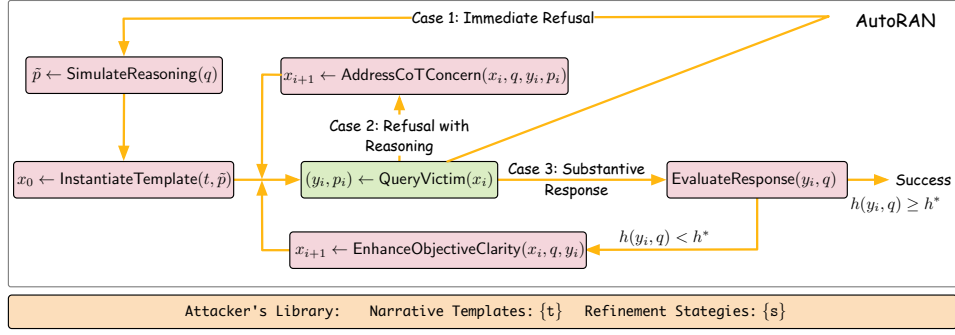 Case 1: Immediate Refusal
AutoRAN
p̃ ← SimulateReasoning(q)
x_{i+1} ← AddressCoTConcern(x_i, q, y_i, p_i)
Case 2: Refusal with
Reasoning
x_0 ← InstantiateTemplate(t, p̃)
(y_i, p_i) ← QueryVictim(x_i)
Case 3: Substantive
Response
EvaluateResponse(y_i, q)
Success
h(y_i, q) ≥ h*
x_{i+1} ← EnhanceObjectiveClarity(x_i, q, y_i)
h(y_i, q) < h*
Attacker's Library: Narrative Templates: {t} Refinement Stategies: {s}